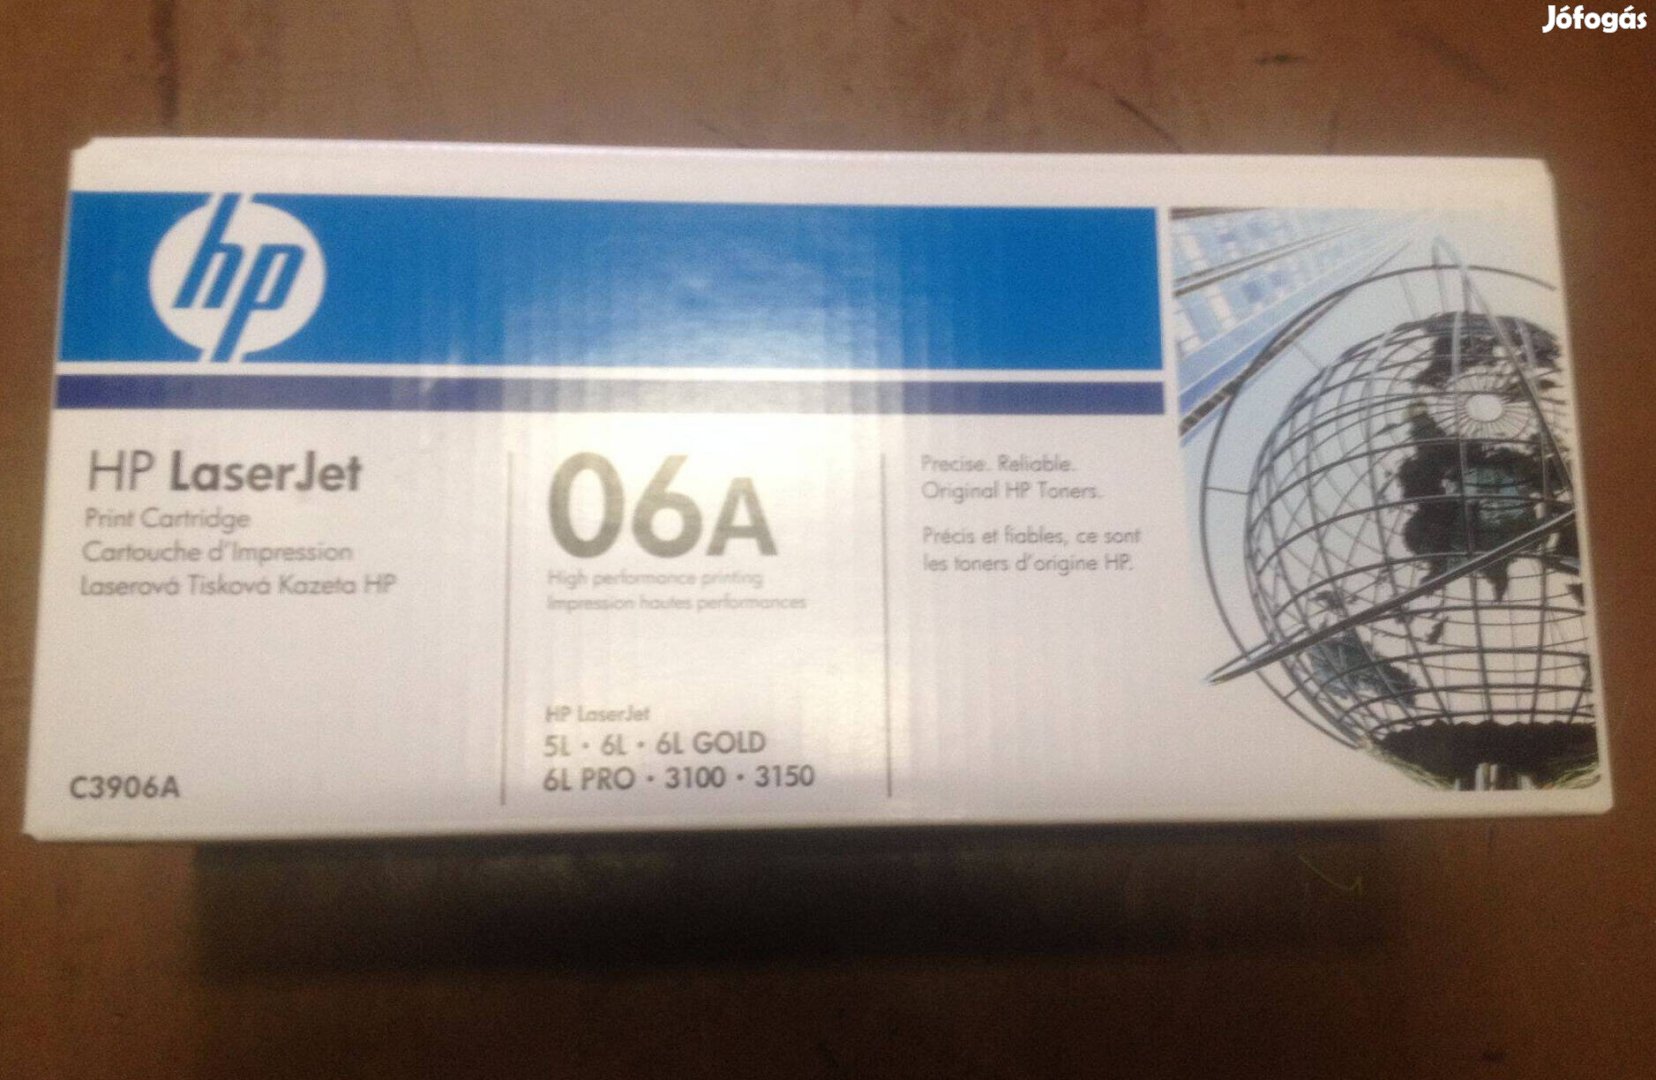 Jófogás
hp
HP LaserJet
Print Cartridge
Cartouche d'Impression
Laserová Tisková Kazeta HP
C3906A
06A
High performance printing
Impression hautes performances
HP LaserJet
5L · 6L · 6L GOLD
6L PRO · 3100 · 3150
Precise. Reliable.
Original HP Toners.
Précis et fiables, ce sont
les toners d'origine HP.